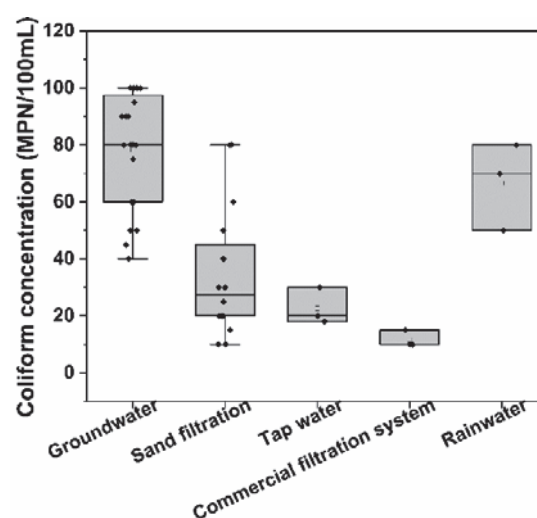 Coliform concentration (MPN/100mL)
120
100
80
60
40
20
0
Groundwater
Sand filtration
Tap water
Commercial filtration system
Rainwater